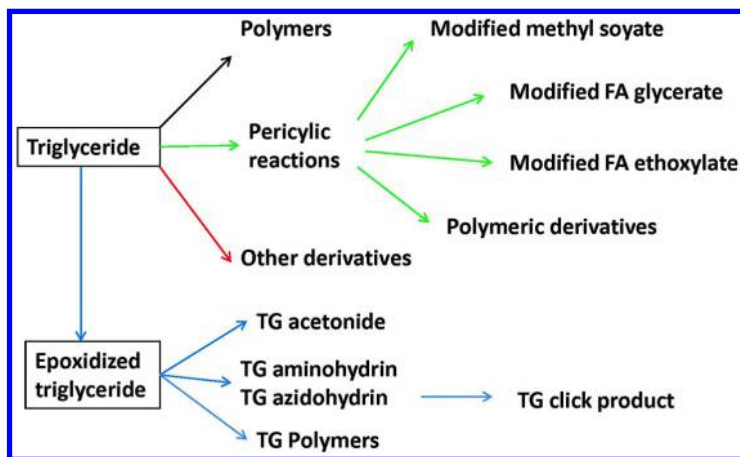 Polymers
Modified methyl soyate
Modified FA glycerate
Triglyceride
Pericylic
reactions
Modified FA ethoxylate
Polymeric derivatives
Other derivatives
TG acetonide
Epoxidized
triglyceride
TG aminohydrin
TG azidohydrin
TG click product
TG Polymers